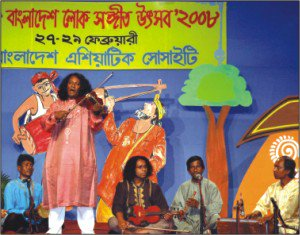 বাংলাদেশ লোক সঙ্গীত উৎসব '২০০৮
২৭-২৯ ফেব্রুয়ারী
বাংলাদেশ এশিয়াটিক সোসাইটি